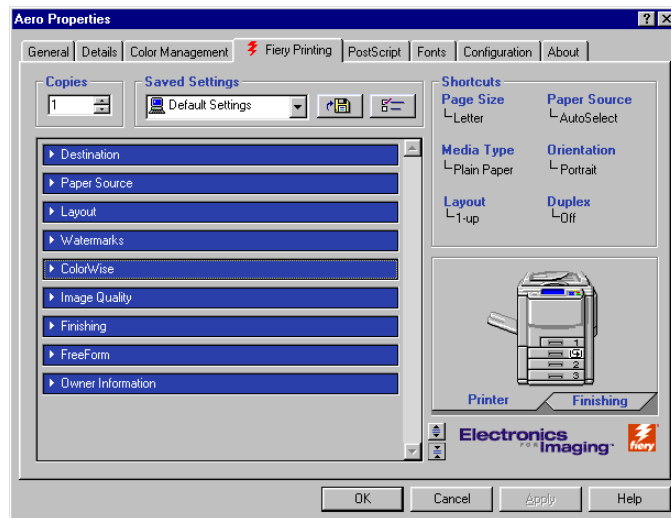 Aero Properties
General Details Color Management Fiery Printing PostScript Fonts Configuration About
Copies
1
Saved Settings
Default Settings
Destination
Paper Source
Layout
Watermarks
ColorWise
Image Quality
Finishing
FreeForm
Owner Information
Shortcuts
Page Size Paper Source
Letter AutoSelect
Media Type Orientation
Plain Paper Portrait
Layout Duplex
1-up Off
1
2
3
Printer Finishing
Electronics
FOR Imaging
fiery
OK Cancel Apply Help